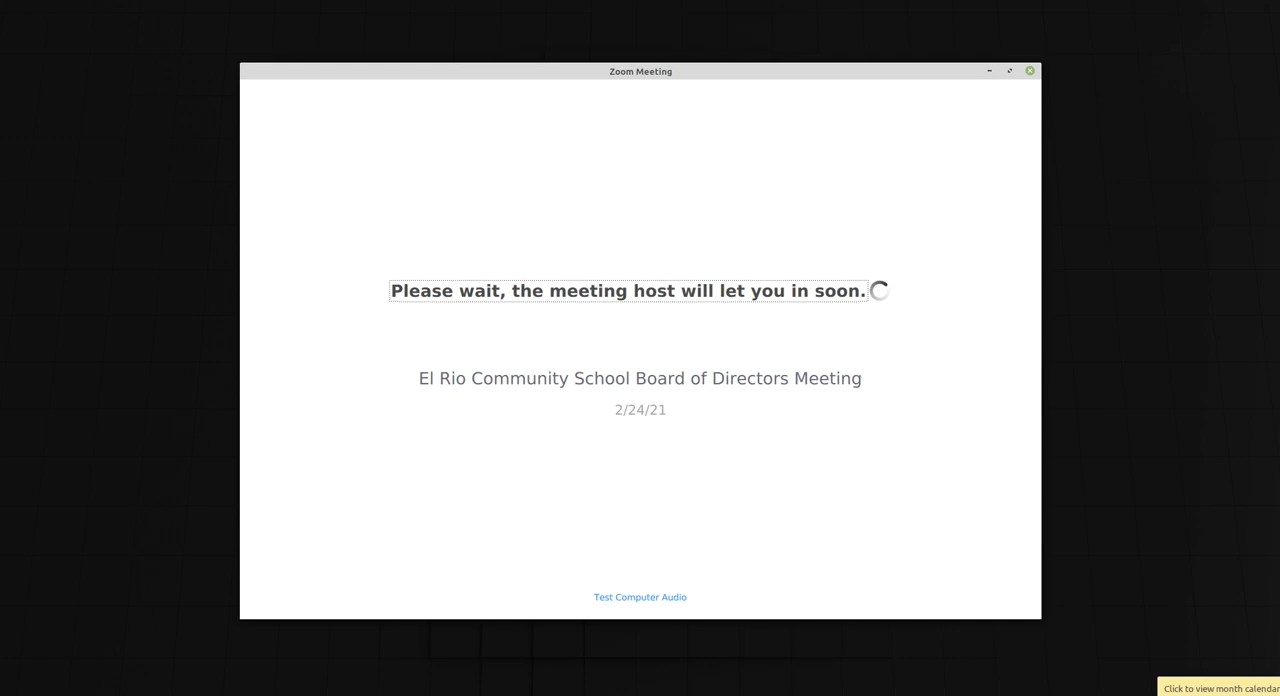 Zoom Meeting
Please wait, the meeting host will let you in soon.
El Rio Community School Board of Directors Meeting
2/24/21
Test Computer Audio
Click to view month calendar